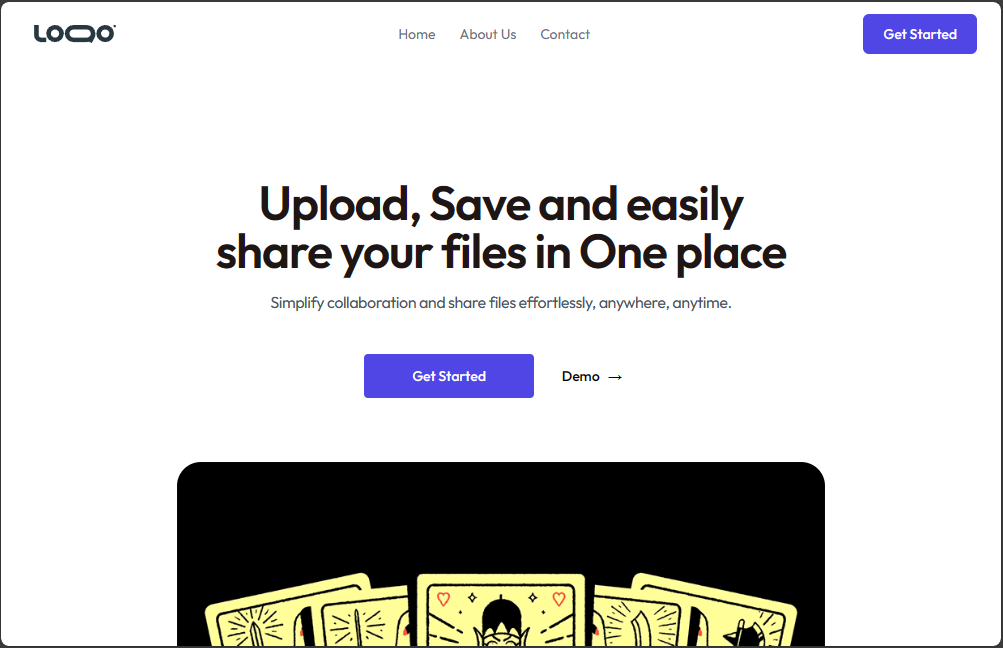 LOQO
Home
About Us
Contact
Get Started
Upload, Save and easily
share your files in One place
Simplify collaboration and share files effortlessly, anywhere, anytime.
Get Started
Demo →